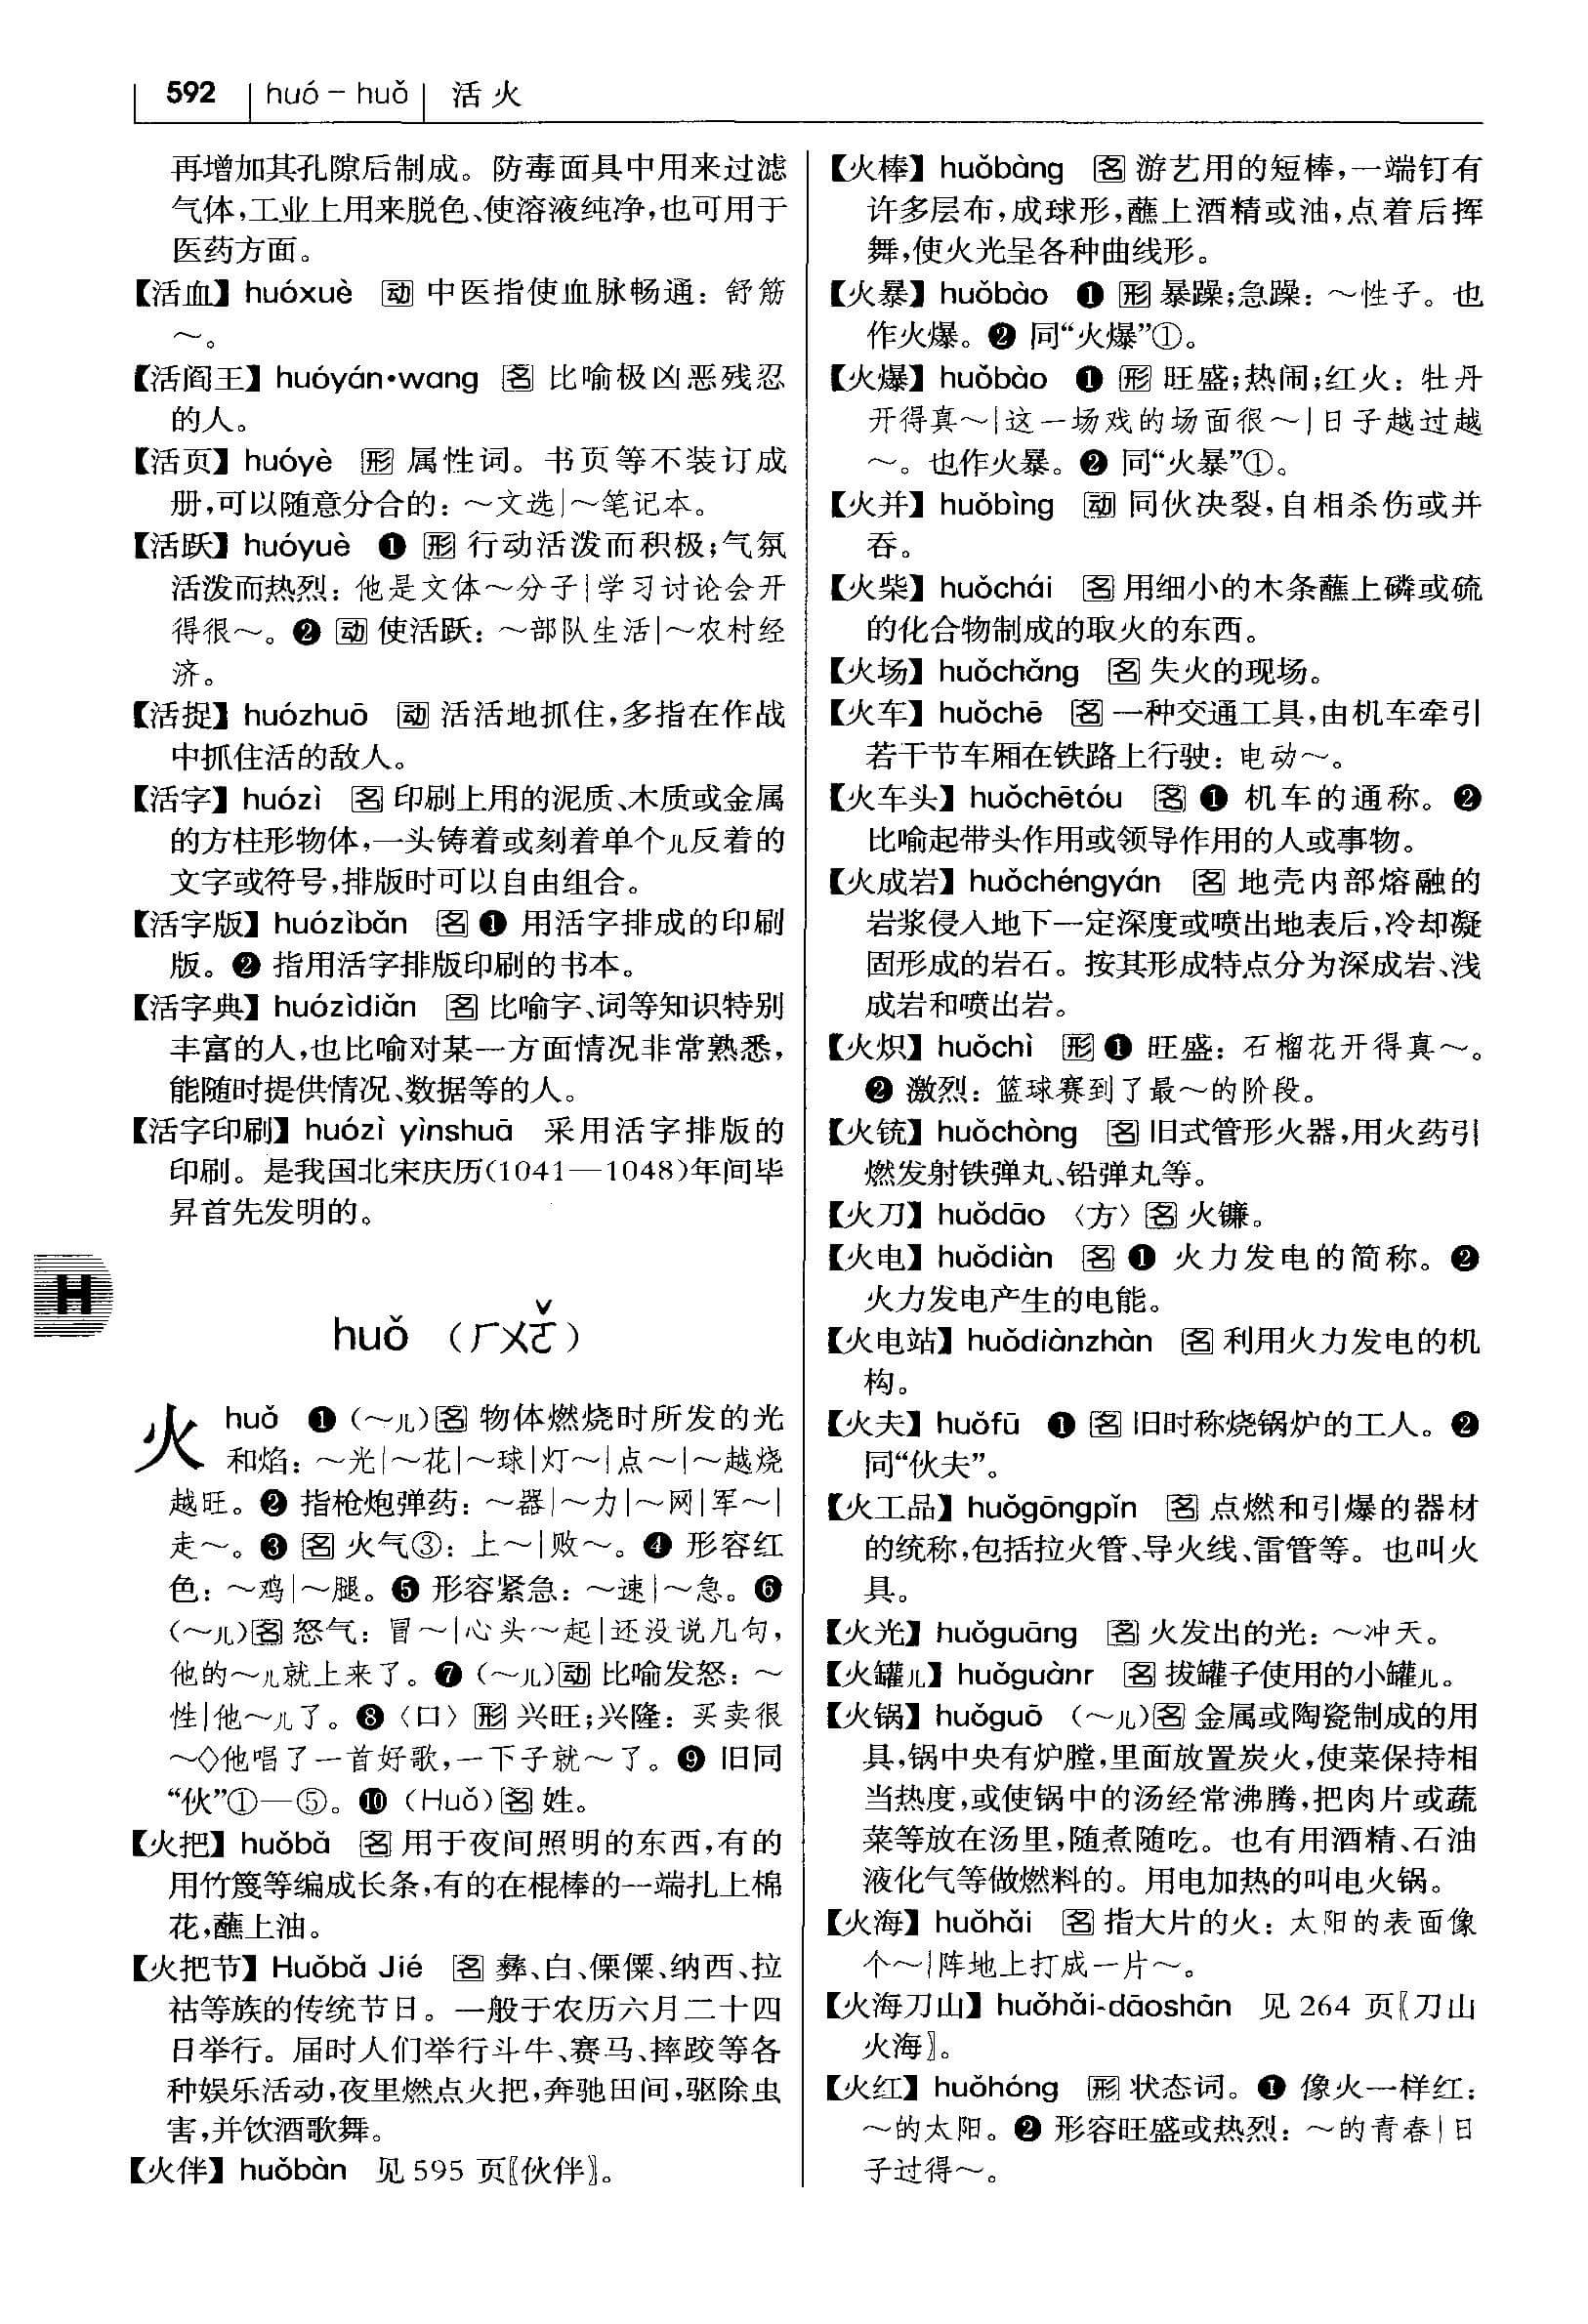 592 huó－huǒ 活火
再增加其孔隙后制成。防毒面具中用来过滤
气体，工业上用来脱色、使溶液纯净，也可用于
医药方面。
【活血】huóxuè 动 中医指使血脉畅通：舒筋
～。
【活阎王】huóyán•wang 名 比喻极凶恶残忍
的人。
【活页】huóyè 形 属性词。书页等不装订成
册，可以随意分合的：～文选|～笔记本。
【活跃】huóyuè ❶ 形 行动活泼而积极；气氛
活泼而热烈：他是文体～分子|学习讨论会开
得很～。❷ 动 使活跃：～部队生活|～农村经
济。
【活捉】huózhuō 动 活活地抓住，多指在作战
中抓住活的敌人。
【活字】huózì 名 印刷上用的泥质、木质或金属
的方柱形物体，一头铸着或刻着单个儿反着的
文字或符号，排版时可以自由组合。
【活字版】huózìbǎn 名 ❶ 用活字排成的印刷
版。❷ 指用活字排版印刷的书本。
【活字典】huózìdiǎn 名 比喻字、词等知识特别
丰富的人，也比喻对某一方面情况非常熟悉，
能随时提供情况、数据等的人。
【活字印刷】huózì yìnshuā 采用活字排版的
印刷。是我国北宋庆历(1041—1048)年间毕
昇首先发明的。
H
huǒ （ㄏㄨㄛˇ）
火 huǒ ❶（～儿）名 物体燃烧时所发的光
和焰：～光|～花|～球|灯～|点～|～越烧
越旺。❷ 指枪炮弹药：～器|～力|～网|军～|
走～。❸ 名 火气③：上～|败～。❹ 形容红
色：～鸡|～腿。❺ 形容紧急：～速|～急。❻
（～儿）名 怒气：冒～|心头～起|还没说几句，
他的～儿就上来了。❼（～儿）动 比喻发怒：～
性|他～儿了。❽〈口〉形 兴旺；兴隆：买卖很
～◇他唱了一首好歌，一下子就～了。❾ 旧同
“伙”①—⑤。❿（Huǒ）名 姓。
【火把】huǒbǎ 名 用于夜间照明的东西，有的
用竹篾等编成长条，有的在棍棒的一端扎上棉
花，蘸上油。
【火把节】Huǒbǎ Jié 名 彝、白、傈僳、纳西、拉
祜等族的传统节日。一般于农历六月二十四
日举行。届时人们举行斗牛、赛马、摔跤等各
种娱乐活动，夜里燃点火把，奔驰田间，驱除虫
害，并饮酒歌舞。
【火伴】huǒbàn 见 595 页〖伙伴〗。
【火棒】huǒbàng 名 游艺用的短棒，一端钉有
许多层布，成球形，蘸上酒精或油，点着后挥
舞，使火光呈各种曲线形。
【火暴】huǒbào ❶ 形 暴躁；急躁：～性子。也
作火爆。❷ 同“火爆”①。
【火爆】huǒbào ❶ 形 旺盛；热闹；红火：牡丹
开得真～|这一场戏的场面很～|日子越过越
～。也作火暴。❷ 同“火暴”①。
【火并】huǒbìng 动 同伙决裂，自相杀伤或并
吞。
【火柴】huǒchái 名 用细小的木条蘸上磷或硫
的化合物制成的取火的东西。
【火场】huǒchǎng 名 失火的现场。
【火车】huǒchē 名 一种交通工具，由机车牵引
若干节车厢在铁路上行驶：电动～。
【火车头】huǒchētóu 名 ❶ 机车的通称。❷
比喻起带头作用或领导作用的人或事物。
【火成岩】huǒchéngyán 名 地壳内部熔融的
岩浆侵入地下一定深度或喷出地表后，冷却凝
固形成的岩石。按其形成特点分为深成岩、浅
成岩和喷出岩。
【火炽】huǒchì 形 ❶ 旺盛：石榴花开得真～。
❷ 激烈：篮球赛到了最～的阶段。
【火铳】huǒchòng 名 旧式管形火器，用火药引
燃发射铁弹丸、铅弹丸等。
【火刀】huǒdāo〈方〉名 火镰。
【火电】huǒdiàn 名 ❶ 火力发电的简称。❷
火力发电产生的电能。
【火电站】huǒdiànzhàn 名 利用火力发电的机
构。
【火夫】huǒfū ❶ 名 旧时称烧锅炉的工人。❷
同“伙夫”。
【火工品】huǒgōngpǐn 名 点燃和引爆的器材
的统称，包括拉火管、导火线、雷管等。也叫火
具。
【火光】huǒguāng 名 火发出的光：～冲天。
【火罐儿】huǒguànr 名 拔罐子使用的小罐儿。
【火锅】huǒguō （～儿）名 金属或陶瓷制成的用
具，锅中央有炉膛，里面放置炭火，使菜保持相
当热度，或使锅中的汤经常沸腾，把肉片或蔬
菜等放在汤里，随煮随吃。也有用酒精、石油
液化气等做燃料的。用电加热的叫电火锅。
【火海】huǒhǎi 名 指大片的火：太阳的表面像
个～|阵地上打成一片～。
【火海刀山】huǒhǎi-dāoshān 见 264 页〖刀山
火海〗。
【火红】huǒhóng 形 状态词。❶ 像火一样红：
～的太阳。❷ 形容旺盛或热烈：～的青春|日
子过得～。